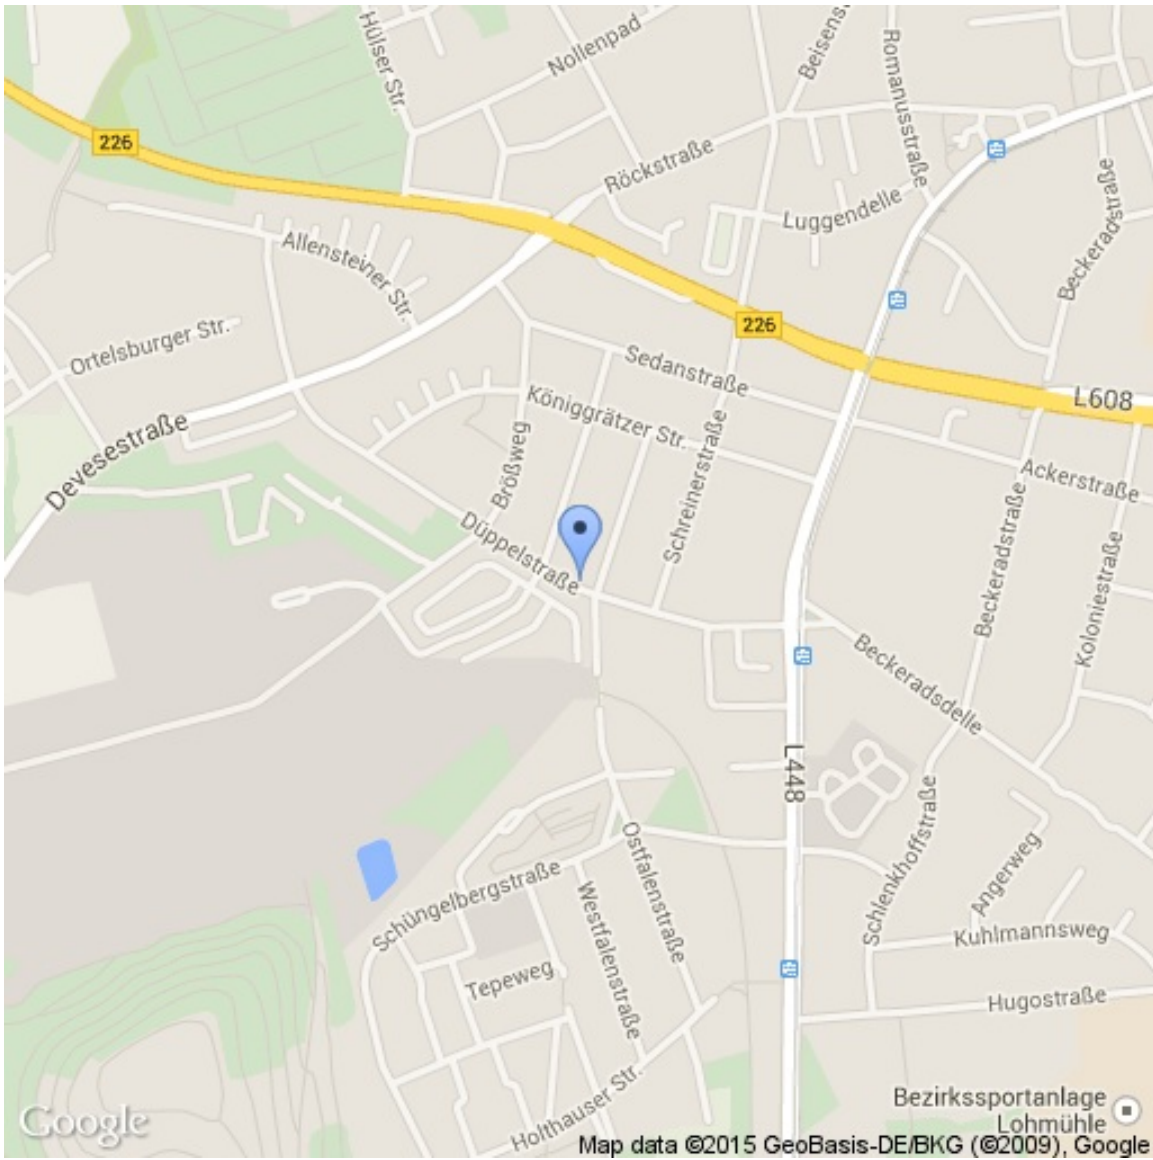 Hülser Str.
Nollenpad
Beisenst
Romanusstraße
226
Röckstraße
Luggendelle
Beckeradstraße
Allensteiner Str.
226
Ortelsburger Str.
Sedanstraße
L608
Königgrätzer Str.
Devesestraße
Brößweg
Schreinerstraße
Ackerstraße
Düppelstraße
Beckeradstraße
Koloniestraße
Beckeradsdelle
L448
Ostfalenstraße
Schlenkhoffstraße
Angerweg
Schüngelbergstraße
Westfalenstraße
Kuhlmannsweg
Tepeweg
Hugostraße
Holthauser Str.
Bezirkssportanlage
Lohmühle
Google
Map data ©2015 GeoBasis-DE/BKG (©2009), Google